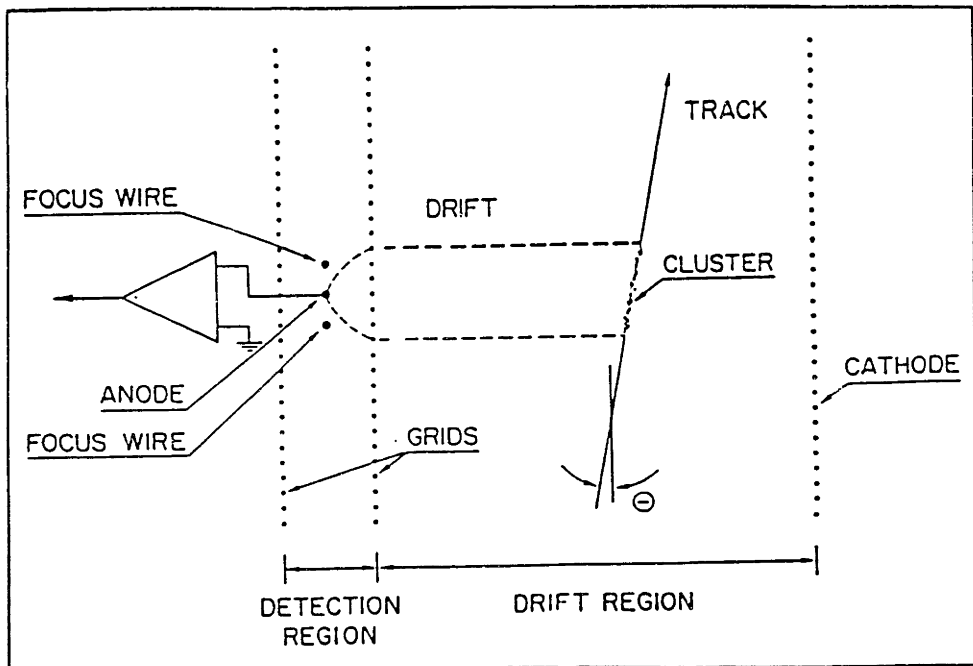 TRACK
FOCUS WIRE
DRIFT
CLUSTER
CATHODE
ANODE
FOCUS WIRE
GRIDS
Θ
DETECTION
REGION
DRIFT REGION